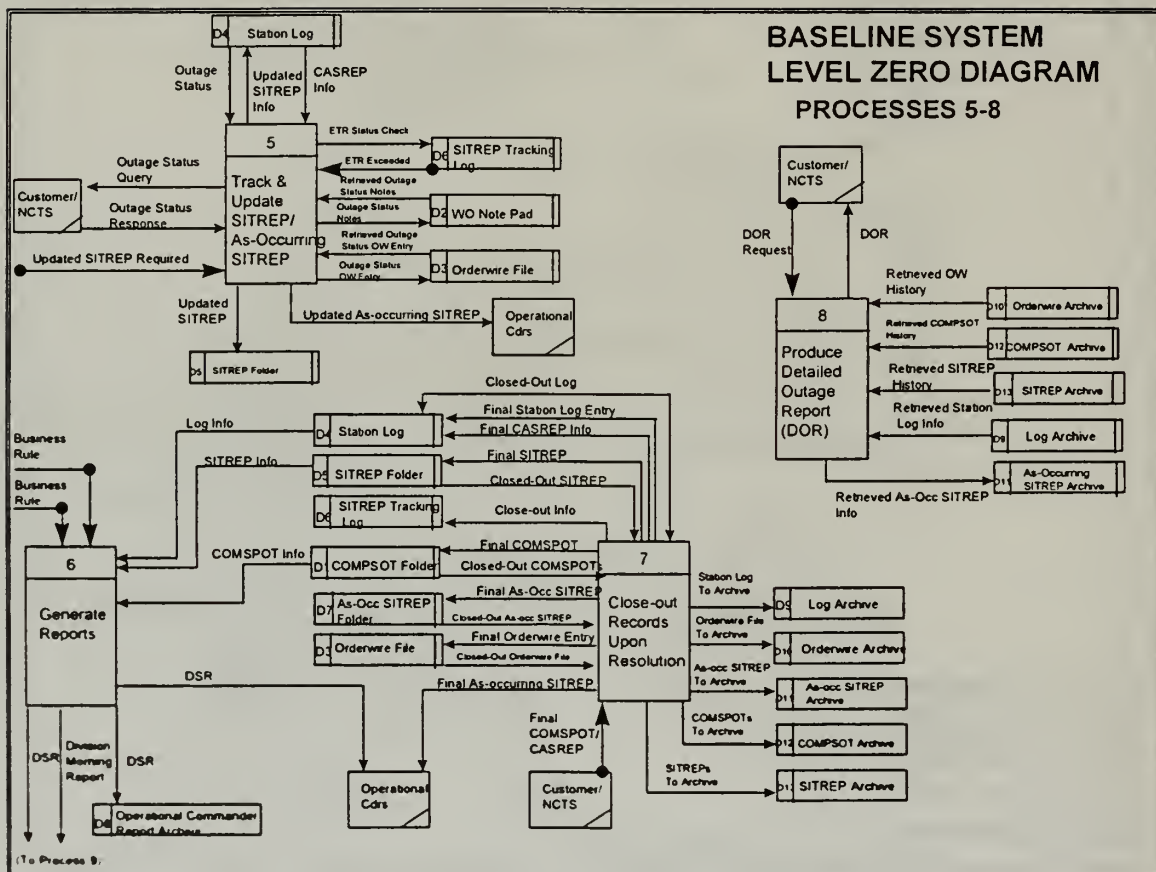 BASELINE SYSTEM
LEVEL ZERO DIAGRAM
PROCESSES 5-8
D4 Station Log
Outage
Status
Updated
SITREP
Info
CASREP
Info
5
Track &
Update
SITREP/
As-Occurring
SITREP
Outage Status
Query
Customer/
NCTS
Outage Status
Response
Updated SITREP Required
ETR Status Check
D6 SITREP Tracking
Log
ETR Exceeded
Retrieved Outage
Status Notes
Outage Status
Notes
D2 WO Note Pad
Retrieved Outage
Status OW Entry
Outage Status
OW Entry
D3 Orderwire File
Updated
SITREP
Updated As-occurring SITREP
Operational
Cdrs
D5 SITREP Folder
Customer/
NCTS
DOR
Request
DOR
8
Produce
Detailed
Outage
Report
(DOR)
Retrieved OW
History
D10 Orderwire Archive
Retrieved COMPSOT
History
D12 COMPSOT Archive
Retrieved SITREP
History
D13 SITREP Archive
Retrieved Station
Log Info
D9 Log Archive
As-Occurring
D11 SITREP Archive
Retrieved As-Occ SITREP
Info
Closed-Out Log
Final Station Log Entry
Log Info
D4 Station Log
Final CASREP Info
Business
Rule
SITREP Info
D5 SITREP Folder
Final SITREP
Closed-Out SITREP
Business
Rule
D6 SITREP Tracking
Log
Close-out Info
6
Generate
Reports
COMSPOT Info
D1 COMPSOT Folder
Final COMSPOT
Closed-Out COMSPOTs
D7 As-Occ SITREP
Folder
Final As-Occ SITREP
Closed-Out As-occ SITREP
D3 Orderwire File
Final Orderwire Entry
Closed-Out Orderwire File
7
Close-out
Records
Upon
Resolution
Station Log
To Archive
D9 Log Archive
Orderwire File
To Archive
D10 Orderwire Archive
As-occ SITREP
To Archive
D11 As-occ SITREP
Archive
COMSPOTs
To Archive
D12 COMPSOT Archive
SITREPs
To Archive
D13 SITREP Archive
DSR
Final As-occurring SITREP
Final
COMSPOT/
CASREP
DSR
Division
Morning
Report
DSR
Operational
Cdrs
Customer/
NCTS
D8 Operational Commander
Report Archive
(To Process 9)